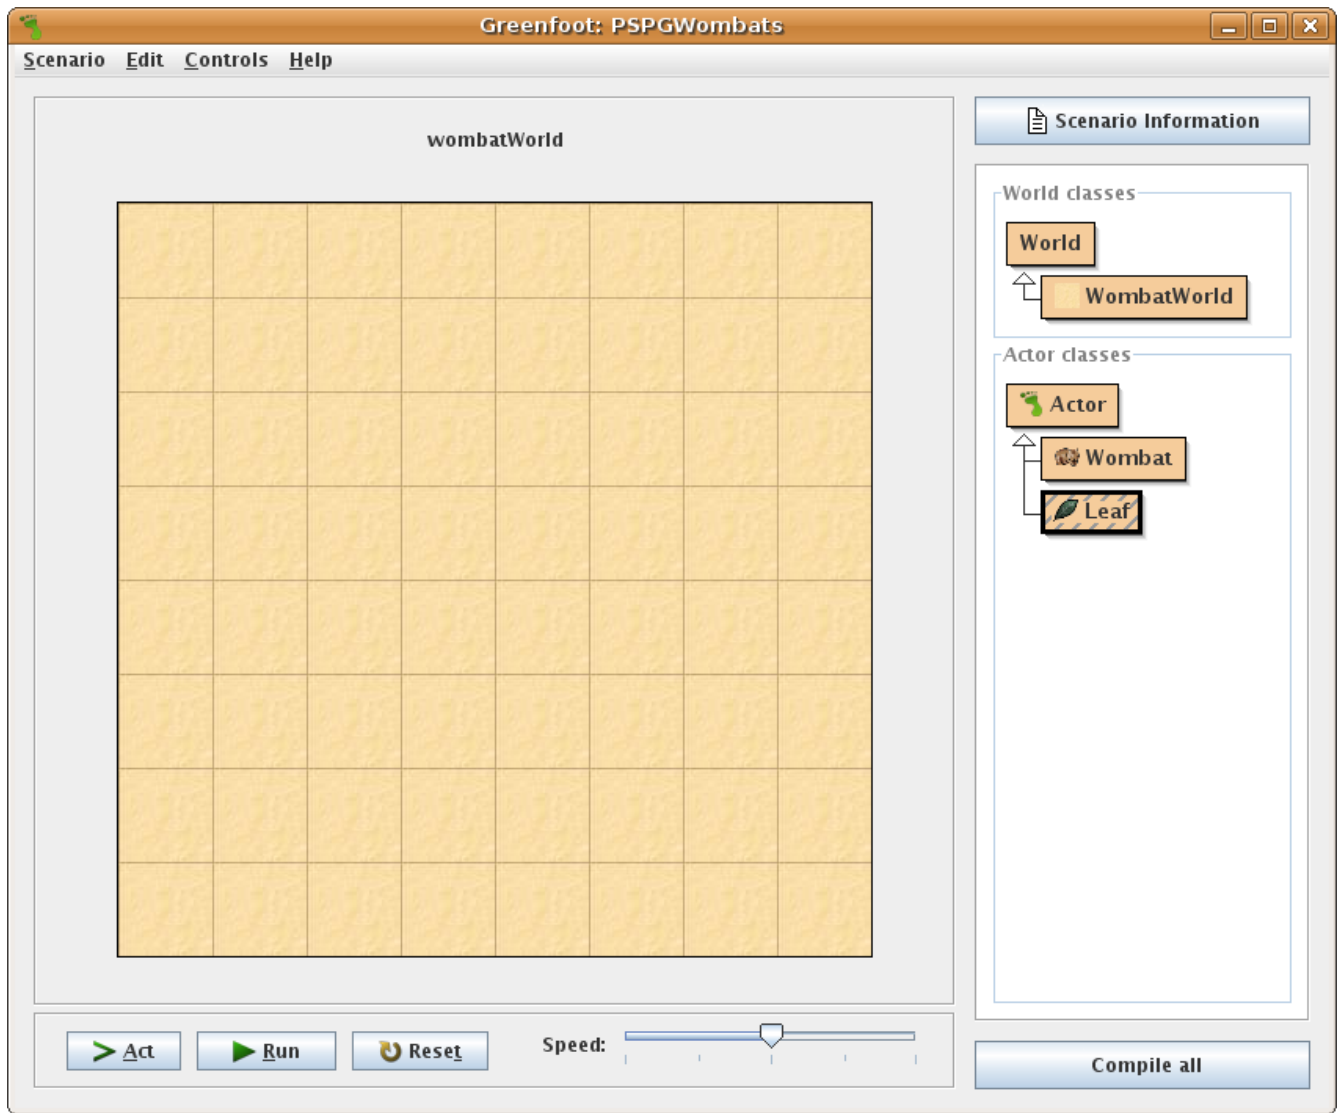 Greenfoot: PSPGWombats
Scenario Edit Controls Help
wombatWorld
Scenario Information
World classes
World
WombatWorld
Actor classes
Actor
Wombat
Leaf
Act Run Reset Speed:
Compile all